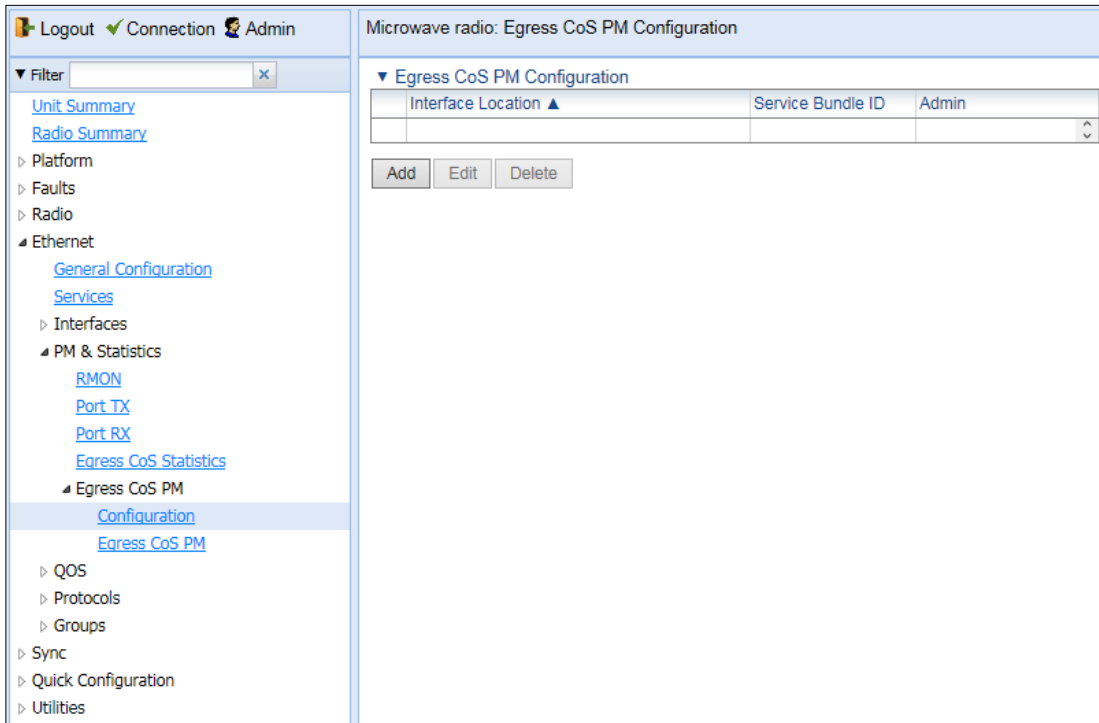 Logout Connection Admin
Filter
Unit Summary
Radio Summary
Platform
Faults
Radio
Ethernet
General Configuration
Services
Interfaces
PM & Statistics
RMON
Port TX
Port RX
Egress CoS Statistics
Egress CoS PM
Configuration
Egress CoS PM
QOS
Protocols
Groups
Sync
Quick Configuration
Utilities
Microwave radio: Egress CoS PM Configuration
Egress CoS PM Configuration
Interface Location ▲ Service Bundle ID Admin
Add Edit Delete